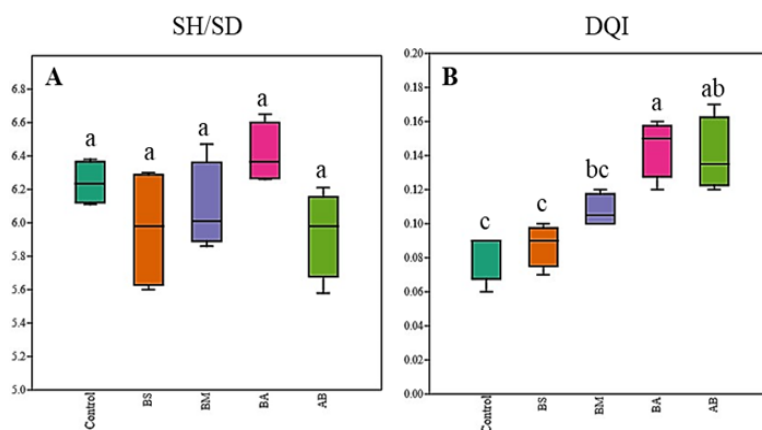 SH/SD
A
6.8
6.6
6.4
6.2
6.0
5.8
5.6
5.4
5.2
5.0
a
a
a
a
a
Control
BS
BM
BA
AB
DQI
B
0.20
0.18
0.16
0.14
0.12
0.10
0.08
0.06
0.04
0.02
0.00
c
c
bc
a
ab
Control
BS
BM
BA
AB